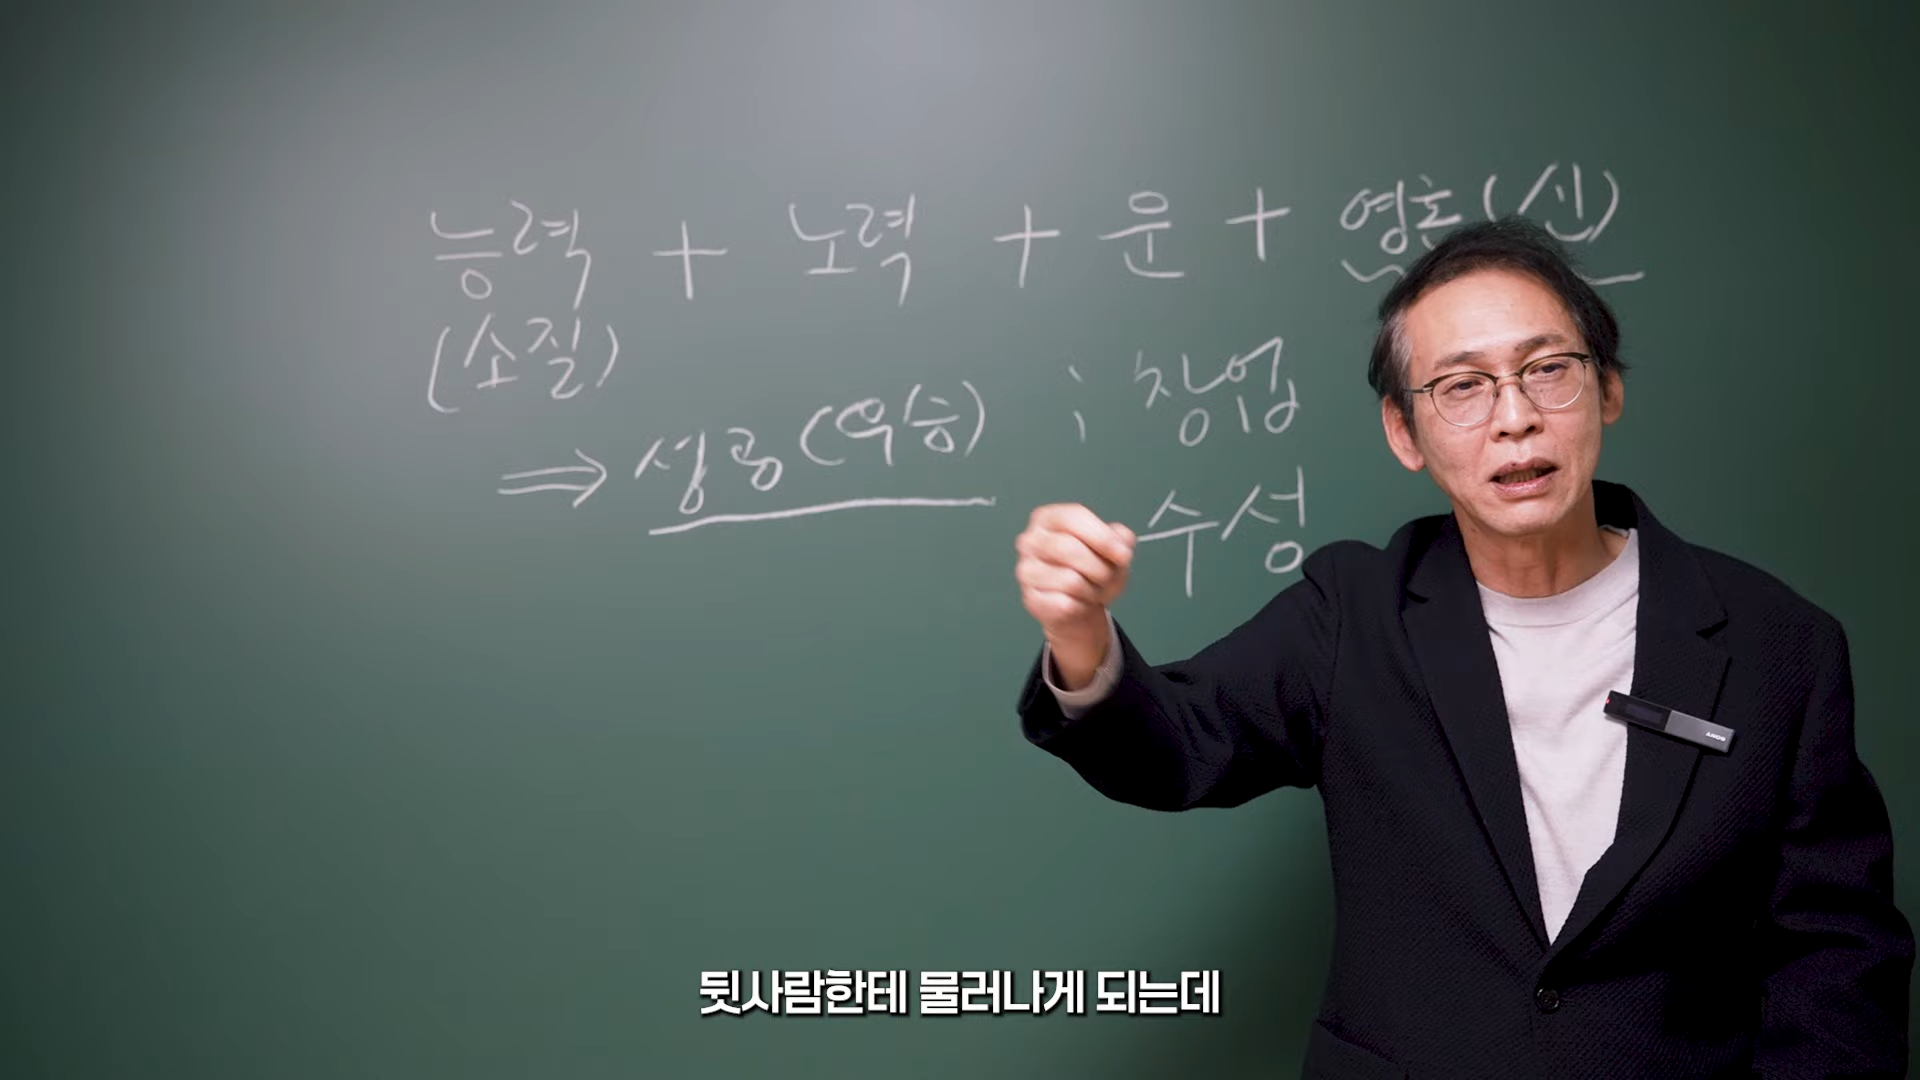 능력 + 노력 + 운 + 영혼(신)
(소질)
⇒ 성공(우승) ; 창업
수성
SONY
뒷사람한테 물러나게 되는데